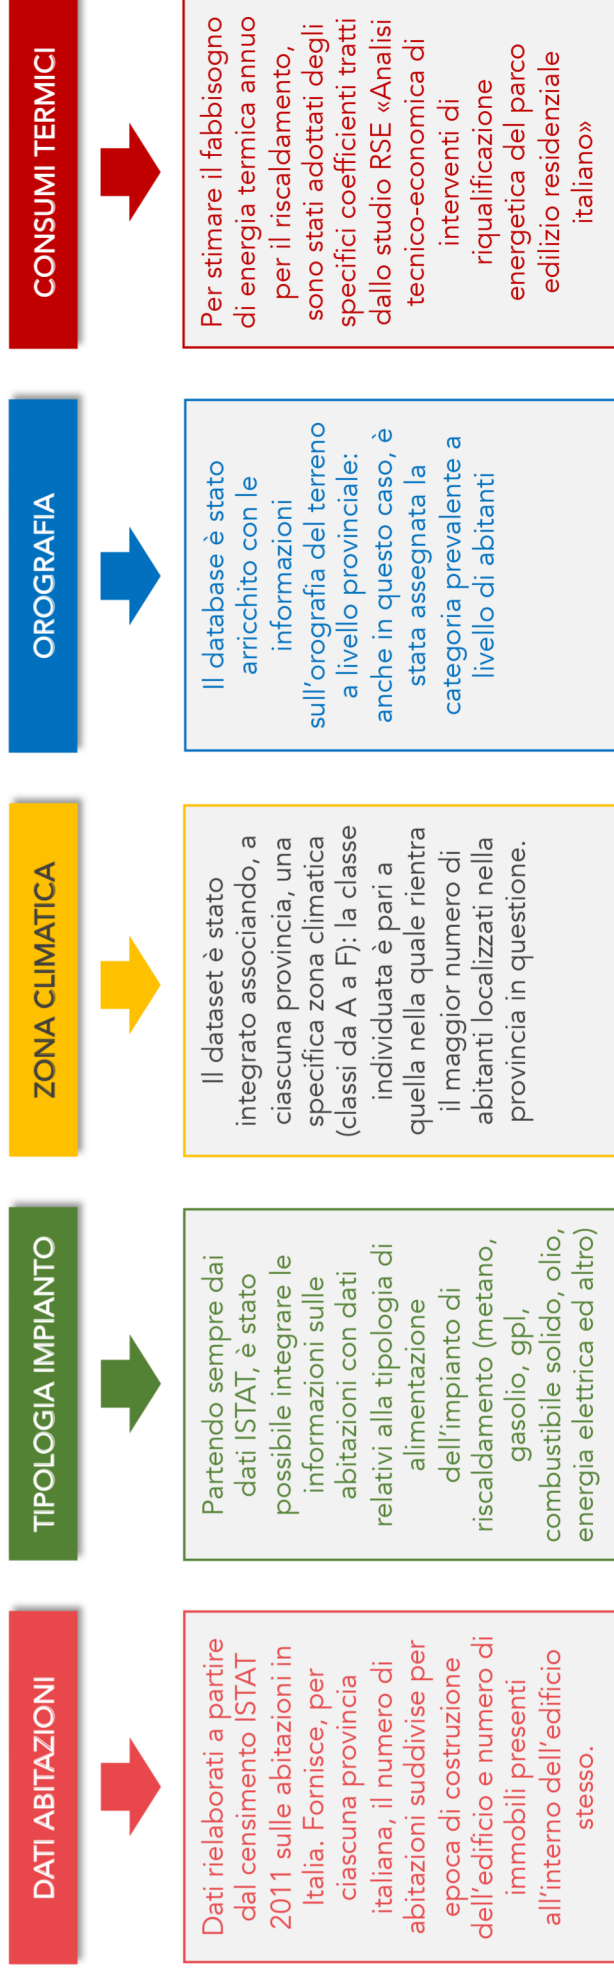 DATI ABITAZIONI
Dati rielaborati a partire
dal censimento ISTAT
2011 sulle abitazioni in
Italia. Fornisce, per
ciascuna provincia
italiana, il numero di
abitazioni suddivise per
epoca di costruzione
dell’edificio e numero di
immobili presenti
all’interno dell’edificio
stesso.
TIPOLOGIA IMPIANTO
Partendo sempre dai
dati ISTAT, è stato
possibile integrare le
informazioni sulle
abitazioni con dati
relativi alla tipologia di
alimentazione
dell’impianto di
riscaldamento (metano,
gasolio, gpl,
combustibile solido, olio,
energia elettrica ed altro)
ZONA CLIMATICA
Il dataset è stato
integrato associando, a
ciascuna provincia, una
specifica zona climatica
(classi da A a F): la classe
individuata è pari a
quella nella quale rientra
il maggior numero di
abitanti localizzati nella
provincia in questione.
OROGRAFIA
Il database è stato
arricchito con le
informazioni
sull’orografia del terreno
a livello provinciale:
anche in questo caso, è
stata assegnata la
categoria prevalente a
livello di abitanti
CONSUMI TERMICI
Per stimare il fabbisogno
di energia termica annuo
per il riscaldamento,
sono stati adottati degli
specifici coefficienti tratti
dallo studio RSE «Analisi
tecnico-economica di
interventi di
riqualificazione
energetica del parco
edilizio residenziale
italiano»